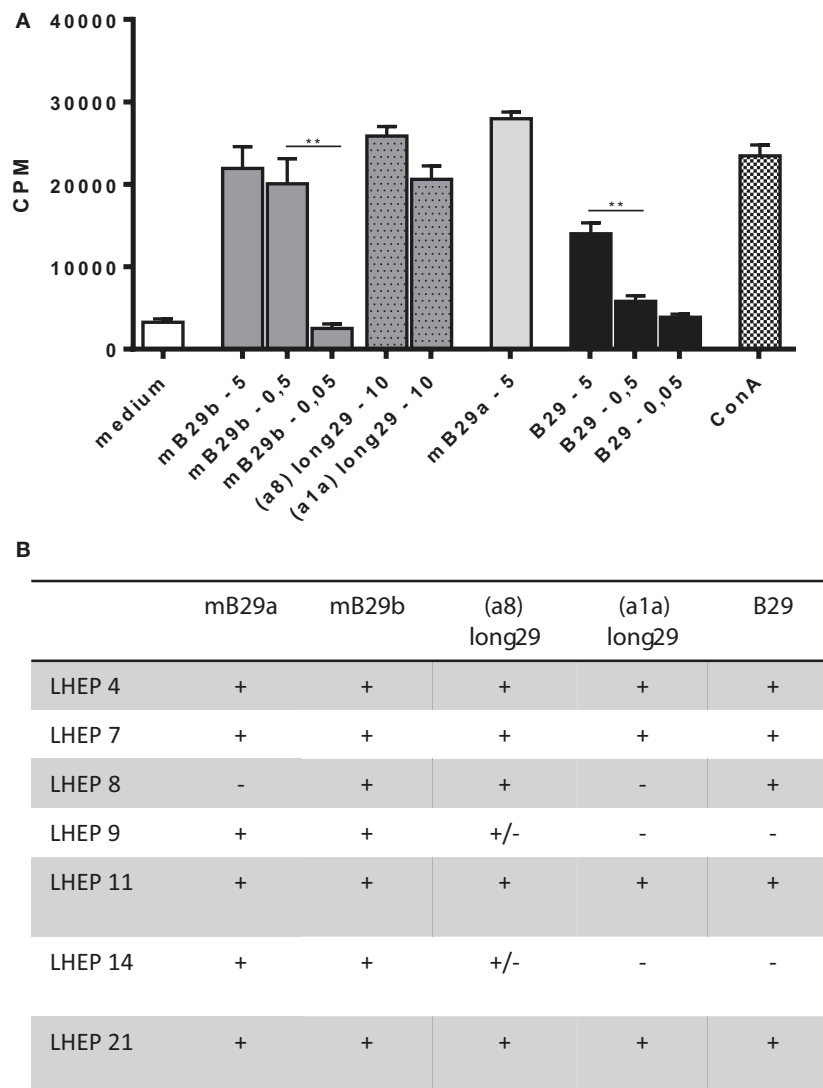 A
40000
30000
20000
10000
0
CPM
**
**
medium
mB29b - 5
mB29b - 0,5
mB29b - 0,05
(a8) long29 - 10
(a1a) long29 - 10
mB29a - 5
B29 - 5
B29 - 0,5
B29 - 0,05
ConA
B
mB29a mB29b (a8) long29 (a1a) long29 B29
LHEP 4 + + + + +
LHEP 7 + + + + +
LHEP 8 - + + - +
LHEP 9 + + +/- - -
LHEP 11 + + + + +
LHEP 14 + + +/- - -
LHEP 21 + + + + +